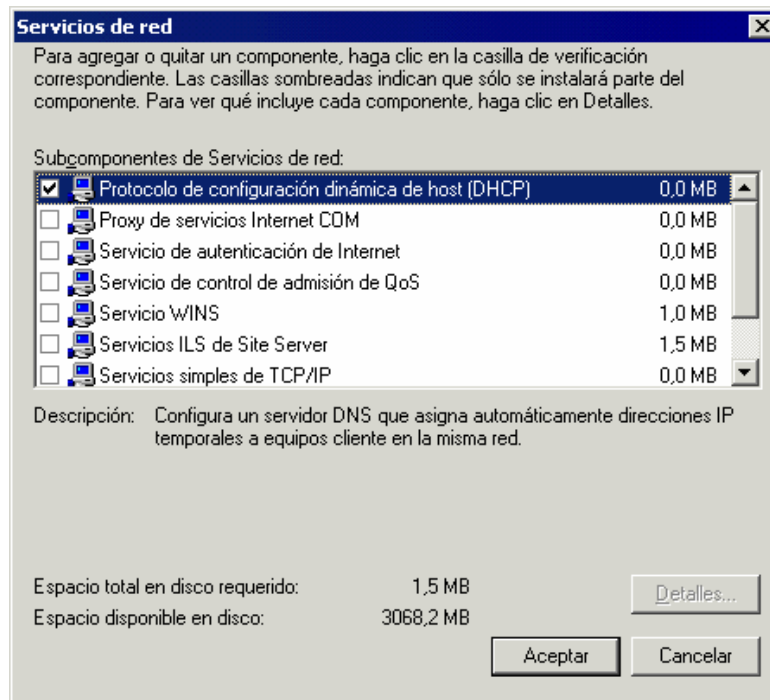 Servicios de red
Para agregar o quitar un componente, haga clic en la casilla de verificación
correspondiente. Las casillas sombreadas indican que sólo se instalará parte del
componente. Para ver qué incluye cada componente, haga clic en Detalles.
Subcomponentes de Servicios de red:
Protocolo de configuración dinámica de host (DHCP) 0,0 MB
Proxy de servicios Internet COM 0,0 MB
Servicio de autenticación de Internet 0,0 MB
Servicio de control de admisión de QoS 0,0 MB
Servicio WINS 1,0 MB
Servicios ILS de Site Server 1,5 MB
Servicios simples de TCP/IP 0,0 MB
Descripción: Configura un servidor DNS que asigna automáticamente direcciones IP
temporales a equipos cliente en la misma red.
Espacio total en disco requerido: 1,5 MB
Espacio disponible en disco: 3068,2 MB
Detalles...
Aceptar Cancelar